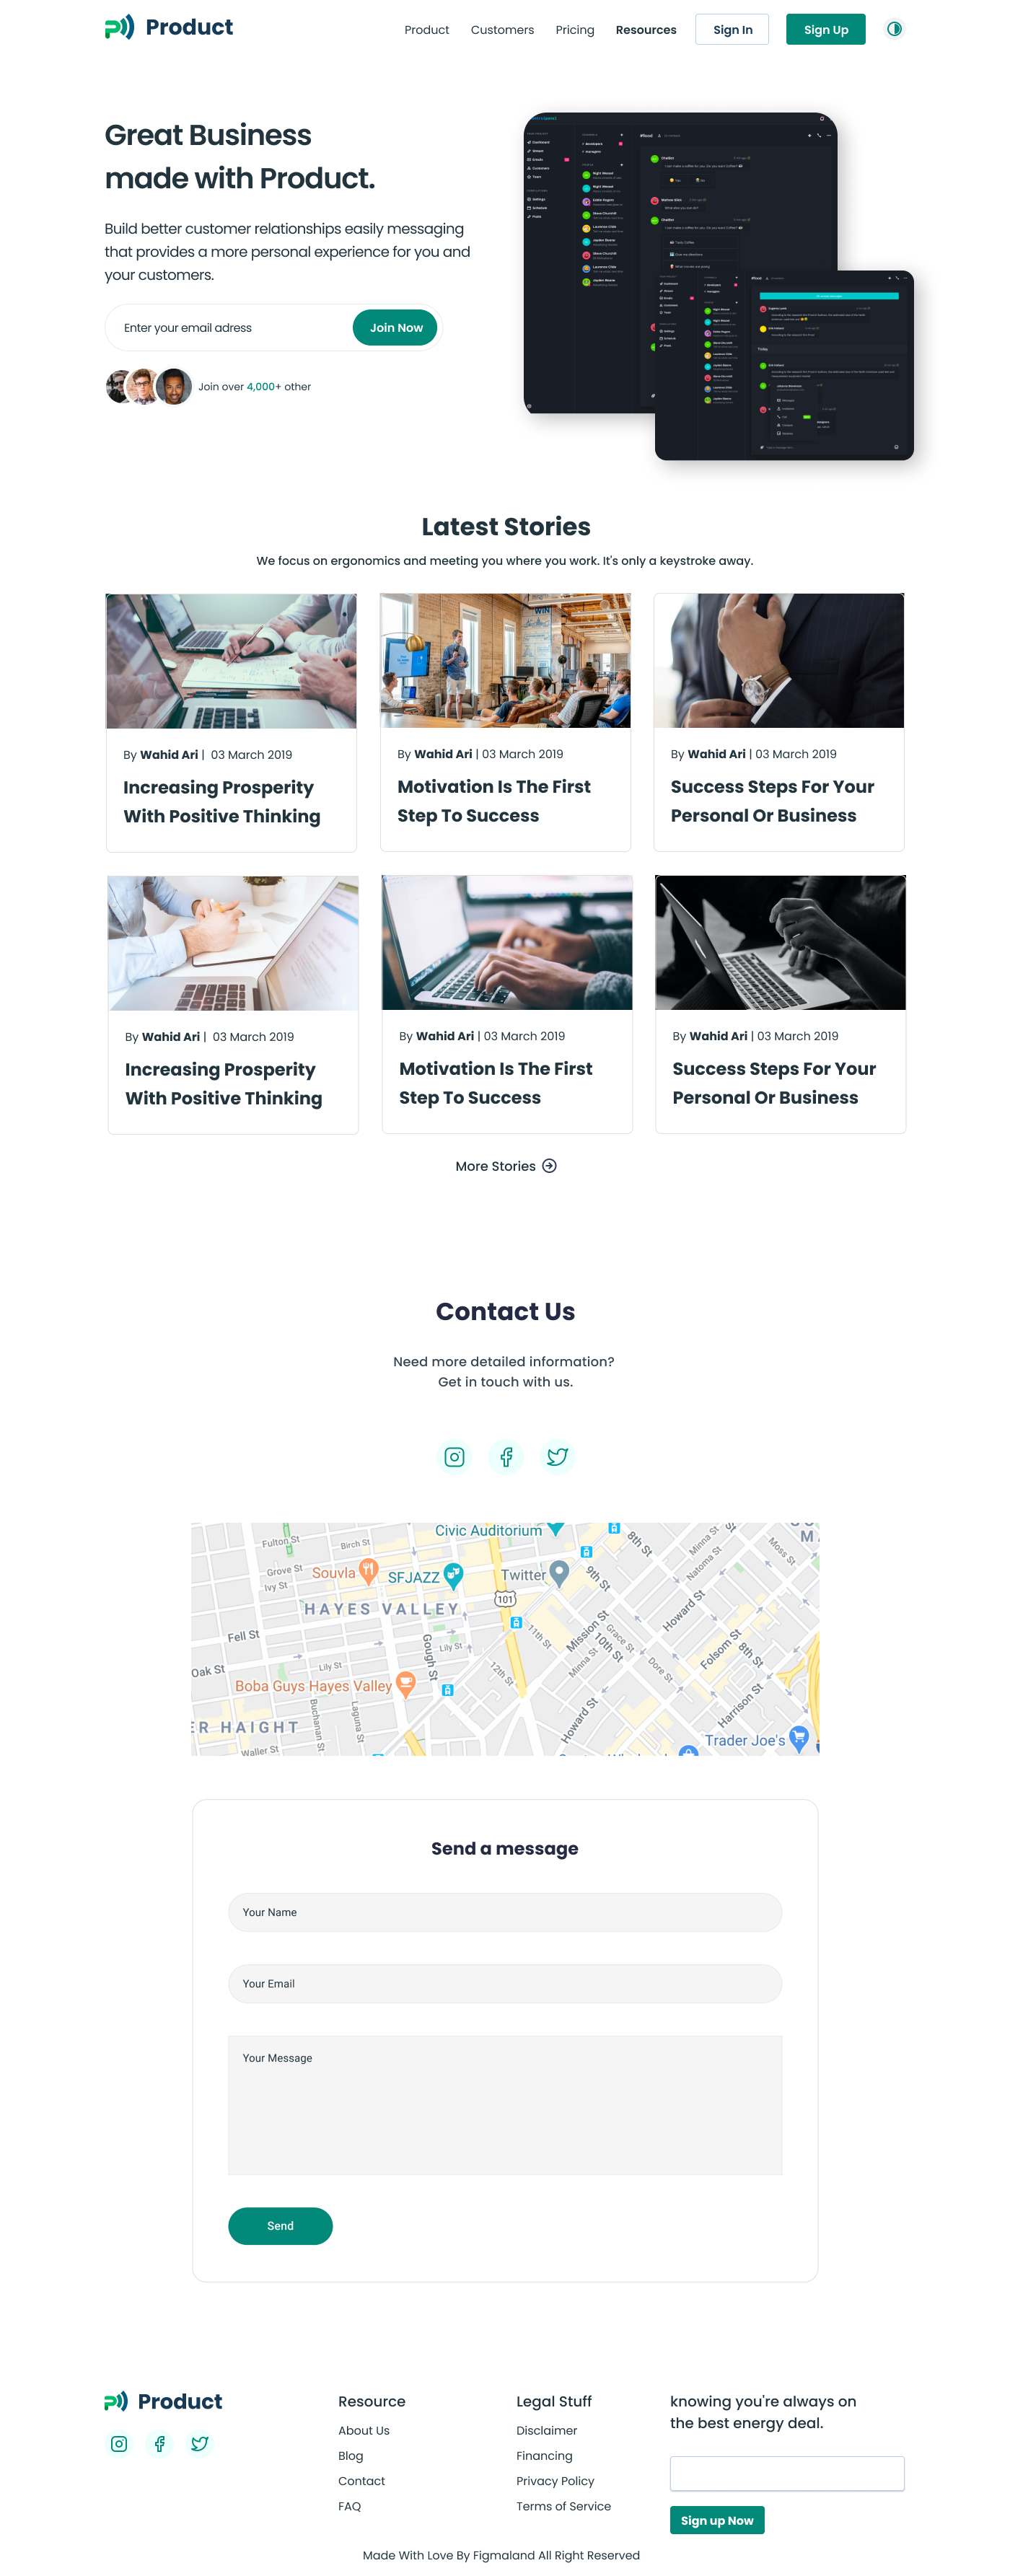 Product
Product Customers Pricing Resources Sign In Sign Up
Great Business
made with Product.
Build better customer relationships easily messaging
that provides a more personal experience for you and
your customers.
Enter your email adress Join Now
Join over 4,000+ other
Latest Stories
We focus on ergonomics and meeting you where you work. It's only a keystroke away.
WIN
By Wahid Ari | 03 March 2019
Increasing Prosperity
With Positive Thinking
By Wahid Ari | 03 March 2019
Motivation Is The First
Step To Success
By Wahid Ari | 03 March 2019
Success Steps For Your
Personal Or Business
By Wahid Ari | 03 March 2019
Increasing Prosperity
With Positive Thinking
By Wahid Ari | 03 March 2019
Motivation Is The First
Step To Success
By Wahid Ari | 03 March 2019
Success Steps For Your
Personal Or Business
More Stories
Contact Us
Need more detailed information?
Get in touch with us.
Civic Auditorium
Fulton St
Birch St
8th St
Minna St
Natoma St
Moss St
Grove St
Ivy St
Souvla
SFJAZZ
Twitter
9th St
101
HAYES VALLEY
Howard St
Fell St
Gough St
Lily St
11th St
Mission St
10th St
Grace St
Minna St
Dore St
Folsom St
8th St
Oak St
Lily St
12th St
Boba Guys Hayes Valley
Buchanan St
Laguna St
Howard St
Harrison St
ER HAIGHT
Waller St
Trader Joe's
Send a message
Your Name
Your Email
Your Message
Send
Product
Resource
About Us
Blog
Contact
FAQ
Legal Stuff
Disclaimer
Financing
Privacy Policy
Terms of Service
knowing you're always on
the best energy deal.
Sign up Now
Made With Love By Figmaland All Right Reserved